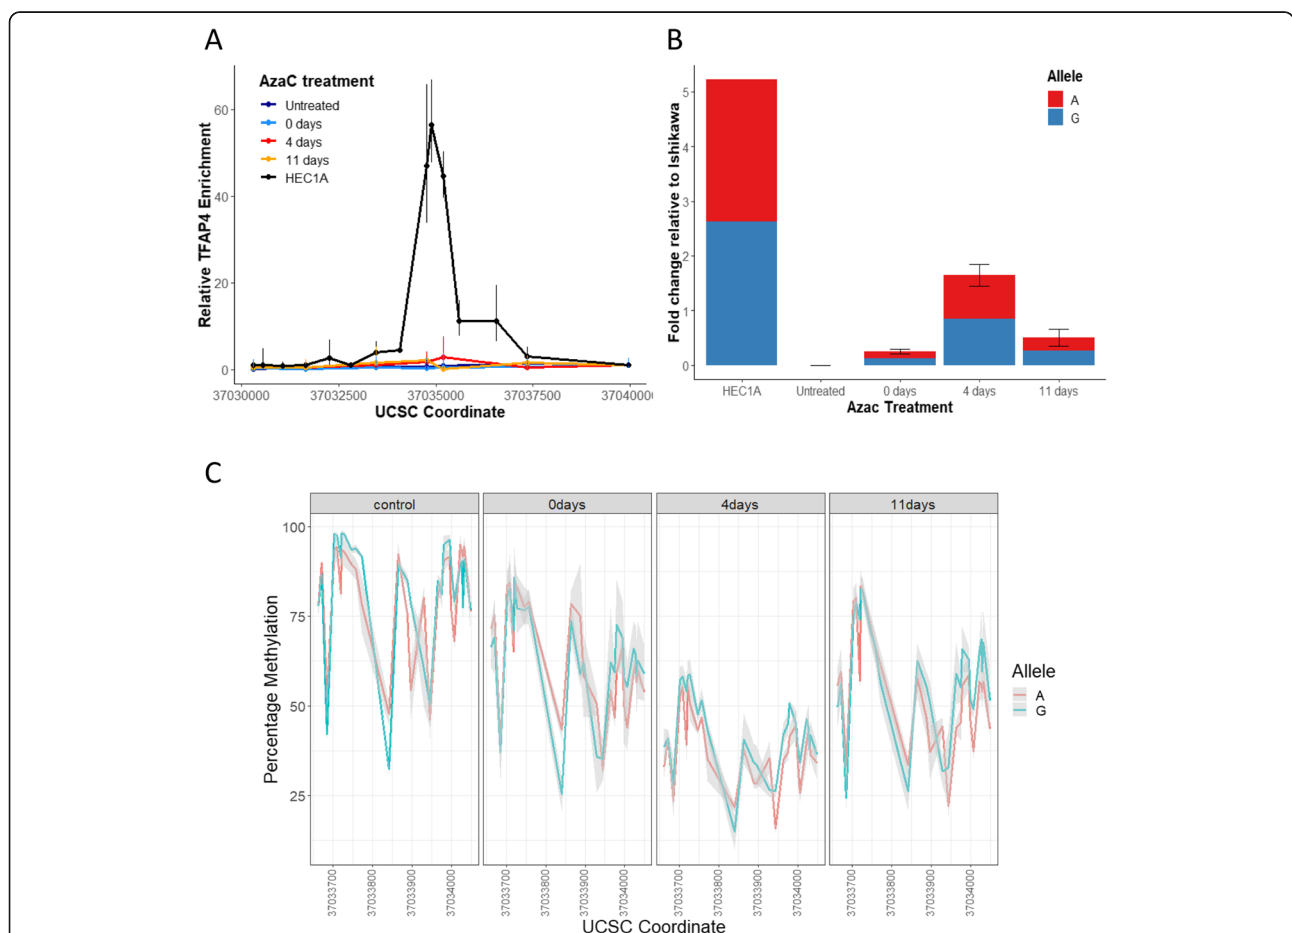 A
AzaC treatment
Untreated
0 days
4 days
11 days
HEC1A
Relative TFAP4 Enrichment
60
40
20
0
37030000 37032500 37035000 37037500 3704000
UCSC Coordinate
B
Allele
A
G
Fold change relative to Ishikawa
5
4
3
2
1
0
HEC1A Untreated 0 days 4 days 11 days
Azac Treatment
C
control 0days 4days 11days
Percentage Methylation
100
75
50
25
37033700 37033800 37033900 37034000 37033700 37033800 37033900 37034000 37033700 37033800 37033900 37034000 37033700 37033800 37033900 37034000
UCSC Coordinate
Allele
A
G